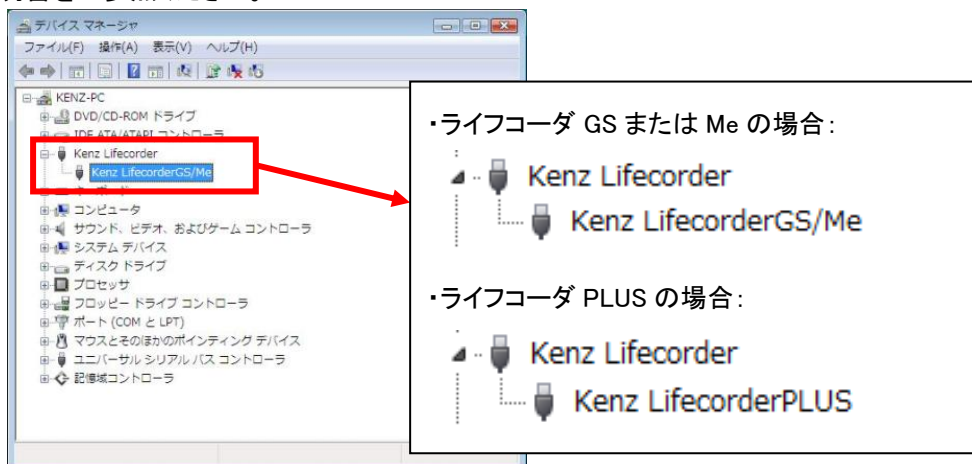 デバイス マネージャ
ファイル(F) 操作(A) 表示(V) ヘルプ(H)
KENZ-PC
DVD/CD-ROM ドライブ
IDE ATA/ATAPI コントローラ
Kenz Lifecorder
Kenz LifecorderGS/Me
コンピュータ
サウンド、ビデオ、およびゲーム コントローラ
システム デバイス
ディスク ドライブ
プロセッサ
フロッピー ドライブ コントローラ
ポート (COM と LPT)
マウスとそのほかのポインティング デバイス
ユニバーサル シリアル バス コントローラ
記憶域コントローラ
・ライフコーダ GS または Me の場合:
Kenz Lifecorder
Kenz LifecorderGS/Me
・ライフコーダ PLUS の場合:
Kenz Lifecorder
Kenz LifecorderPLUS